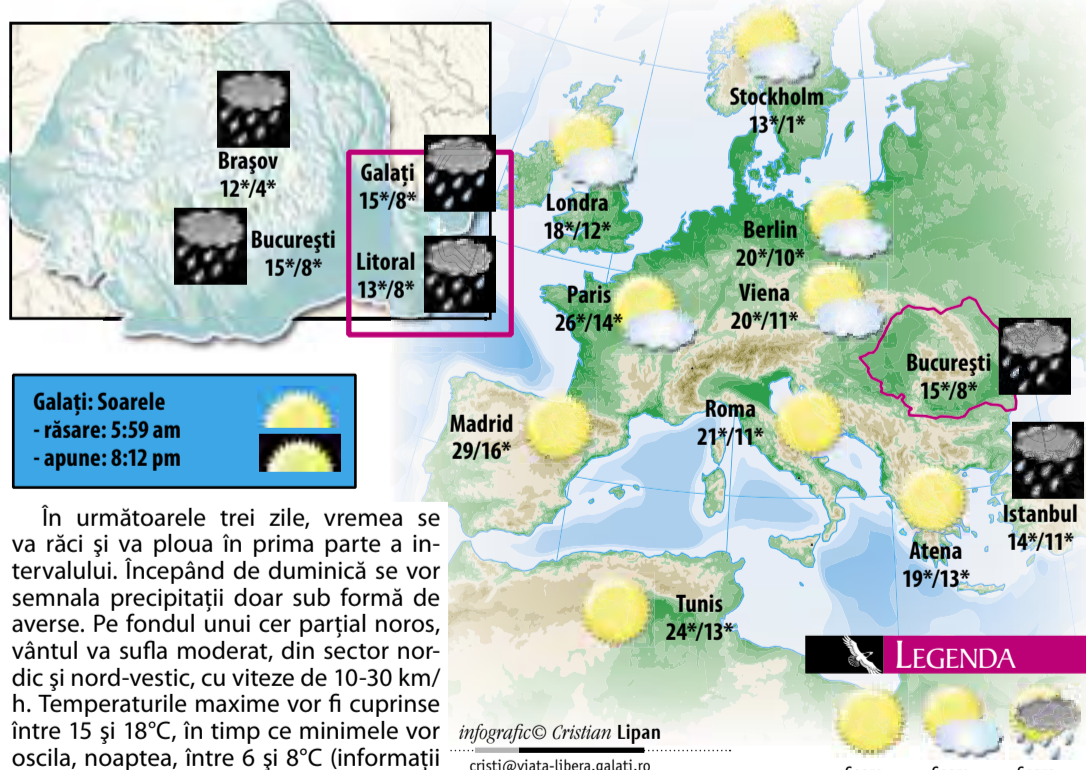 Braşov
12*/4*
Bucureşti
15*/8*
Galaţi
15*/8*
Litoral
13*/8*
Galaţi: Soarele
- răsare: 5:59 am
- apune: 8:12 pm
În următoarele trei zile, vremea se
va răci şi va ploua în prima parte a in-
tervalului. Începând de duminică se vor
semnala precipitaţii doar sub formă de
averse. Pe fondul unui cer parţial noros,
vântul va sufla moderat, din sector nor-
dic şi nord-vestic, cu viteze de 10-30 km/
h. Temperaturile maxime vor fi cuprinse
între 15 şi 18°C, în timp ce minimele vor
oscila, noaptea, între 6 şi 8°C (informaţii
Stockholm
13*/1*
Londra
18*/12*
Berlin
20*/10*
Paris
26*/14*
Viena
20*/11*
Bucureşti
15*/8*
Madrid
29/16*
Roma
21*/11*
Istanbul
14*/11*
Atena
19*/13*
Tunis
24*/13*
LEGENDA
infografic© Cristian Lipan
cristi@viata-libera.galati.ro